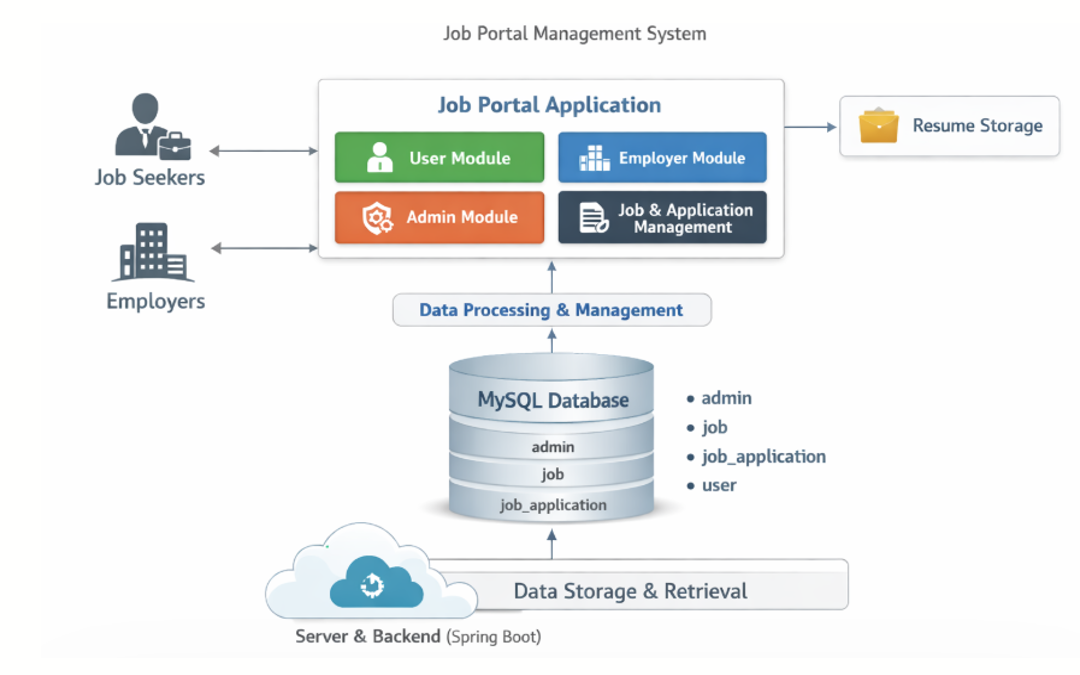 Job Portal Management System
Job Portal Application
User Module
Employer Module
Admin Module
Job & Application
Management
Resume Storage
Job Seekers
Employers
Data Processing & Management
MySQL Database
admin
job
job_application
• admin
• job
• job_application
• user
Data Storage & Retrieval
Server & Backend (Spring Boot)